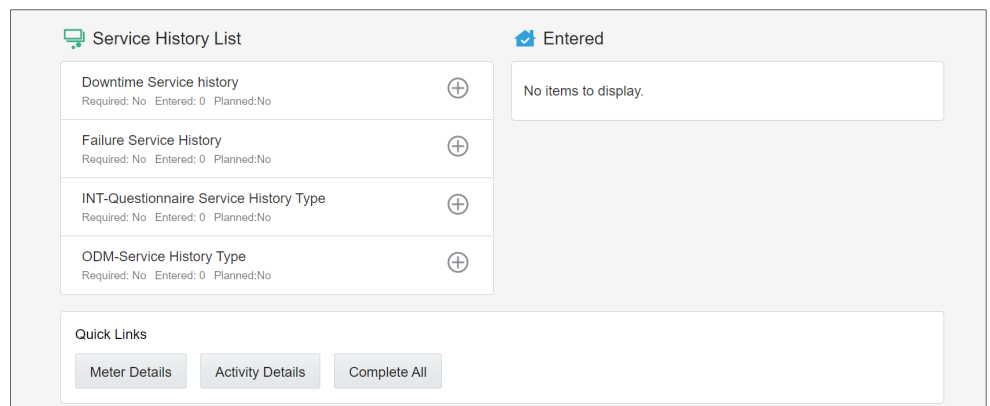 Service History List
Downtime Service history
Required: No Entered: 0 Planned:No
Failure Service History
Required: No Entered: 0 Planned:No
INT-Questionnaire Service History Type
Required: No Entered: 0 Planned:No
ODM-Service History Type
Required: No Entered: 0 Planned:No
Entered
No items to display.
Quick Links
Meter Details Activity Details Complete All